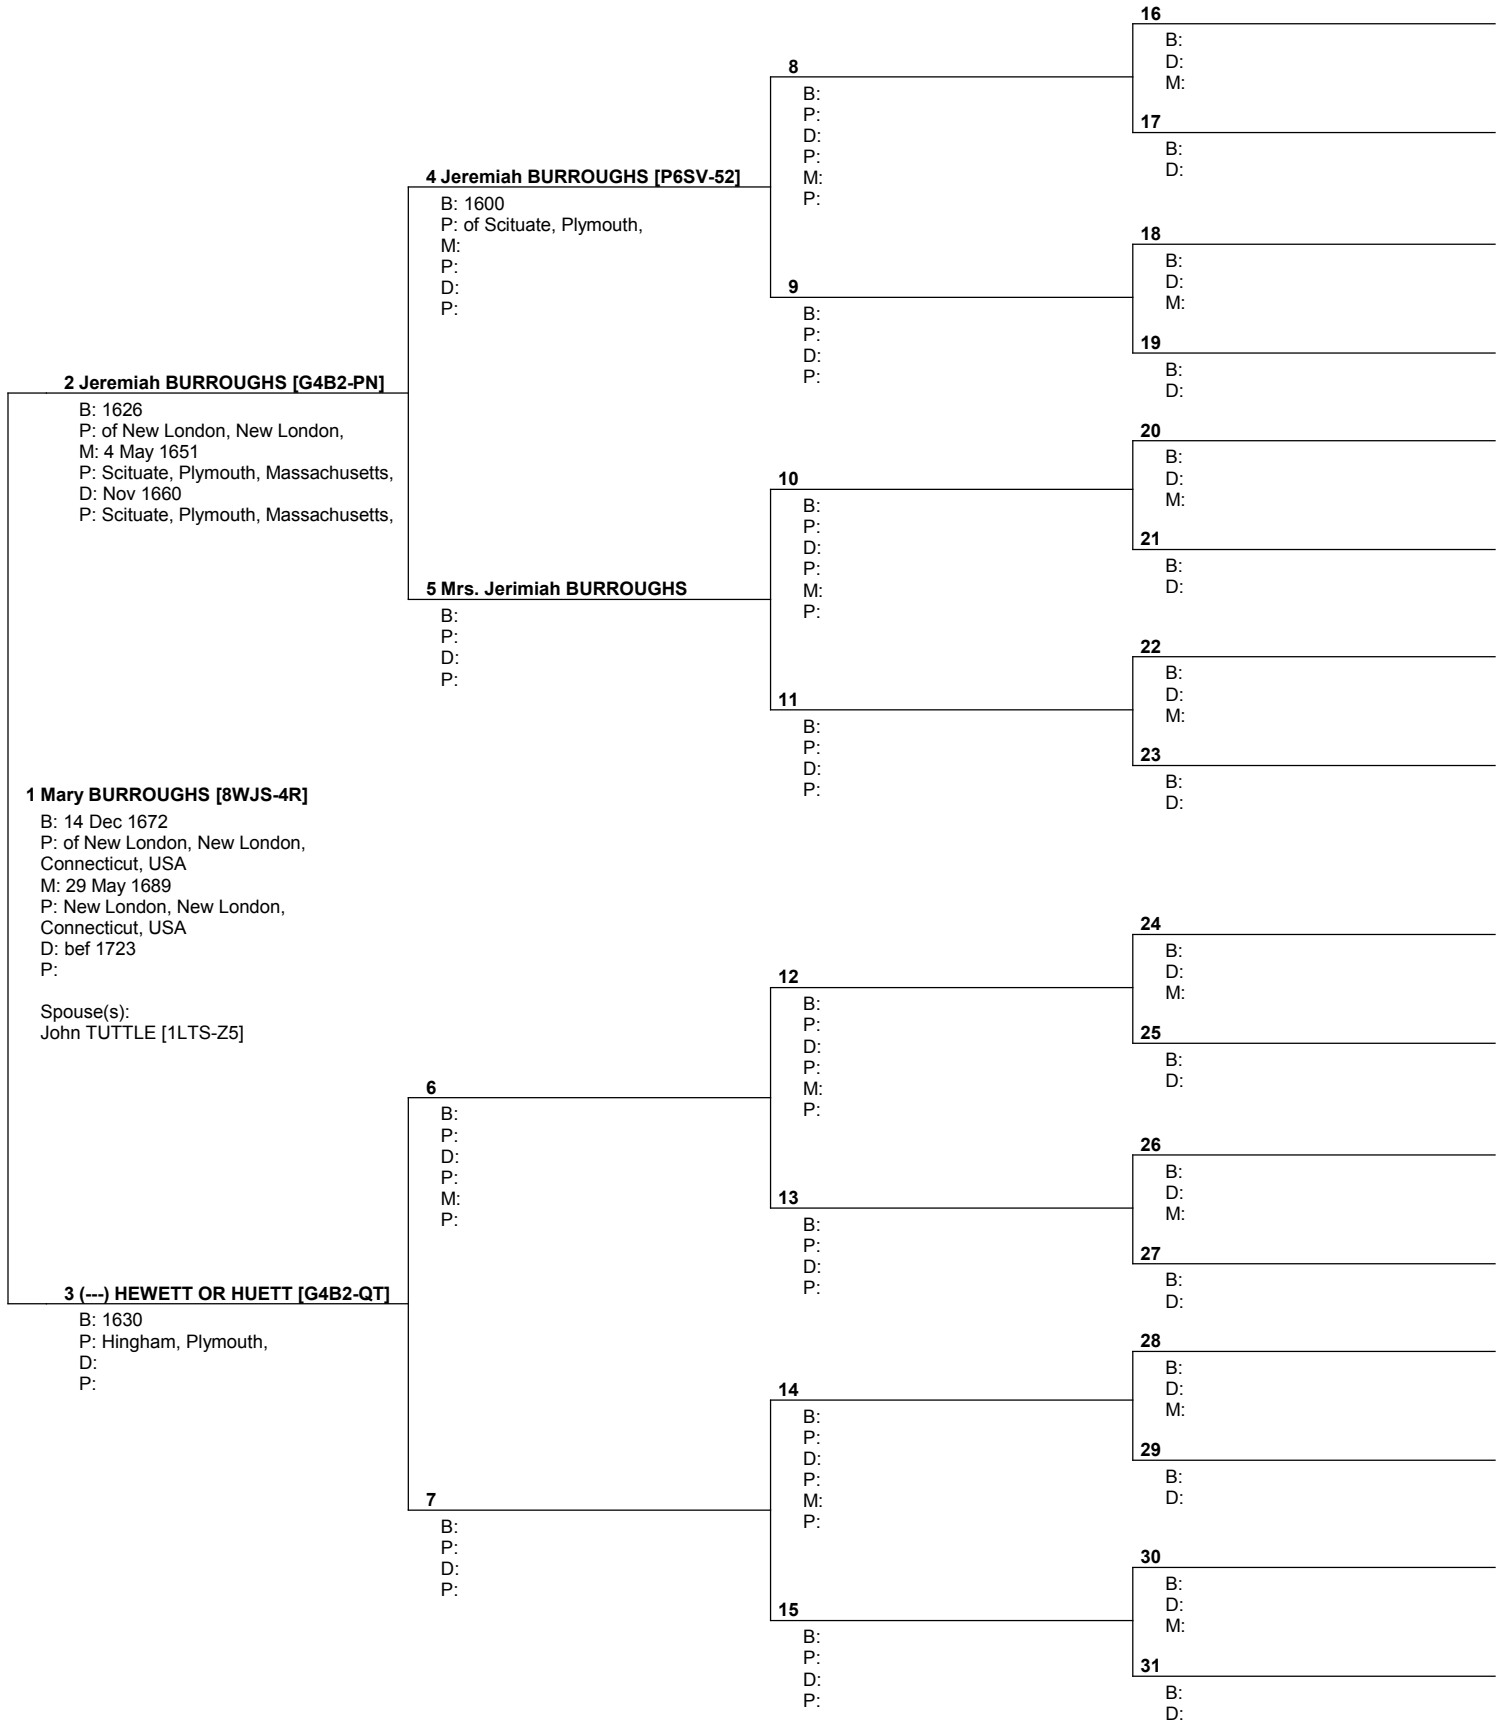 16
B:
D:
M:
8
B:
P:
D:
P:
M:
P:
17
B:
D:
4 Jeremiah BURROUGHS [P6SV-52]
B: 1600
P: of Scituate, Plymouth,
M:
P:
D:
P:
18
B:
D:
M:
9
B:
P:
D:
P:
19
B:
D:
2 Jeremiah BURROUGHS [G4B2-PN]
B: 1626
P: of New London, New London,
M: 4 May 1651
P: Scituate, Plymouth, Massachusetts,
D: Nov 1660
P: Scituate, Plymouth, Massachusetts,
20
B:
D:
M:
10
B:
P:
D:
P:
M:
P:
21
B:
D:
5 Mrs. Jerimiah BURROUGHS
B:
P:
D:
P:
22
B:
D:
M:
11
B:
P:
D:
P:
23
B:
D:
1 Mary BURROUGHS [8WJS-4R]
B: 14 Dec 1672
P: of New London, New London,
Connecticut, USA
M: 29 May 1689
P: New London, New London,
Connecticut, USA
D: bef 1723
P:
Spouse(s):
John TUTTLE [1LTS-Z5]
24
B:
D:
M:
12
B:
P:
D:
P:
M:
P:
25
B:
D:
6
B:
P:
D:
P:
M:
P:
26
B:
D:
M:
13
B:
P:
D:
P:
27
B:
D:
3 (---) HEWETT OR HUETT [G4B2-QT]
B: 1630
P: Hingham, Plymouth,
D:
P:
28
B:
D:
M:
14
B:
P:
D:
P:
M:
P:
29
B:
D:
7
B:
P:
D:
P:
30
B:
D:
M:
15
B:
P:
D:
P:
31
B:
D: